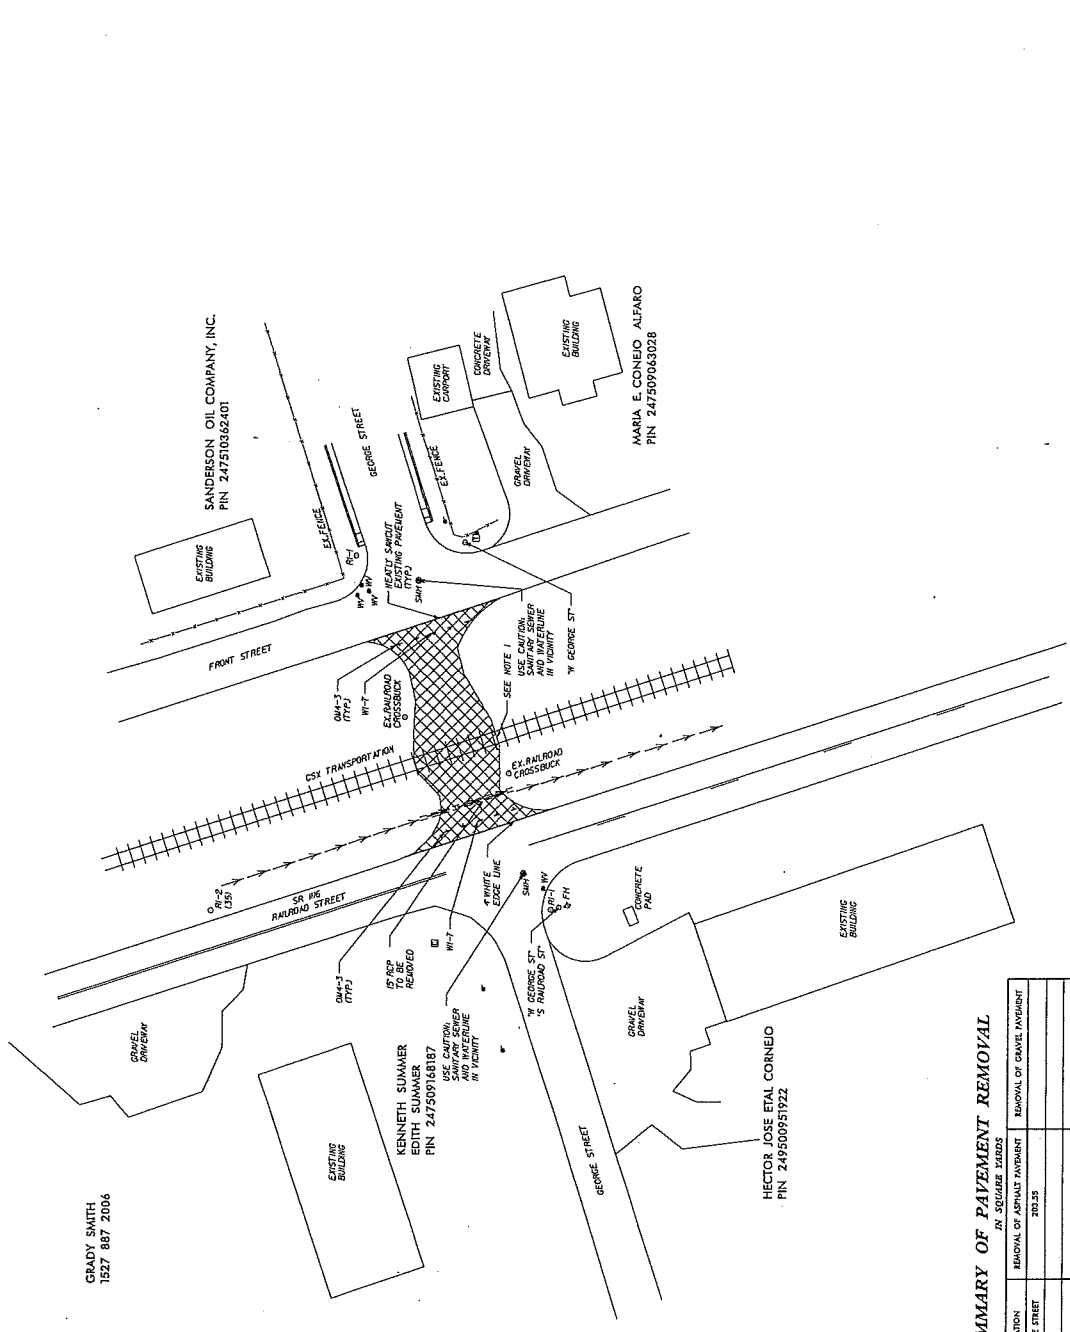 SANDERSON OIL COMPANY, INC.
PIN 247510362401
EXISTING
BUILDING
EX.FENCE
GEORGE STREET
R1-1
WV
WV
WV
NEATLY SAWCUT
EXISTING PAVEMENT
(TYP.)
SMH
EX.FENCE
EXISTING
CARPORT
CONCRETE
DRIVEWAY
EXISTING
BUILDING
MARIA E. CONEJO ALFARO
PIN 247509063028
GRAVEL
DRIVEWAY
FRONT STREET
OM4-3
(TYP.)
W1-7
EX.RAILROAD
CROSSBUCK
SEE NOTE 1
USE CAUTION:
SANITARY SEWER
AND WATERLINE
IN VICINITY
"W GEORGE ST"
CSX TRANSPORTATION
EX.RAILROAD
CROSSBUCK
R1-2
(35)
SR 1116
RAILROAD STREET
4" WHITE
EDGE LINE
SMH
WV
R1-1
FH
CONCRETE
PAD
EXISTING
BUILDING
OM4-3
(TYP.)
15" RCP
TO BE
REMOVED
W1-7
USE CAUTION:
SANITARY SEWER
AND WATERLINE
IN VICINITY
"W GEORGE ST"
"S RAILROAD ST"
GRAVEL
DRIVEWAY
GRAVEL
DRIVEWAY
KENNETH SUMMER
EDITH SUMMER
PIN 247509168187
EXISTING
BUILDING
GEORGE STREET
HECTOR JOSE ETAL CORNEJO
PIN 249500951922
GRADY SMITH
1527 887 2006
MMARY OF PAVEMENT REMOVAL
IN SQUARE YARDS
TION
REMOVAL OF ASPHALT PAVEMENT
REMOVAL OF GRAVEL PAVEMENT
E STREET
203.55